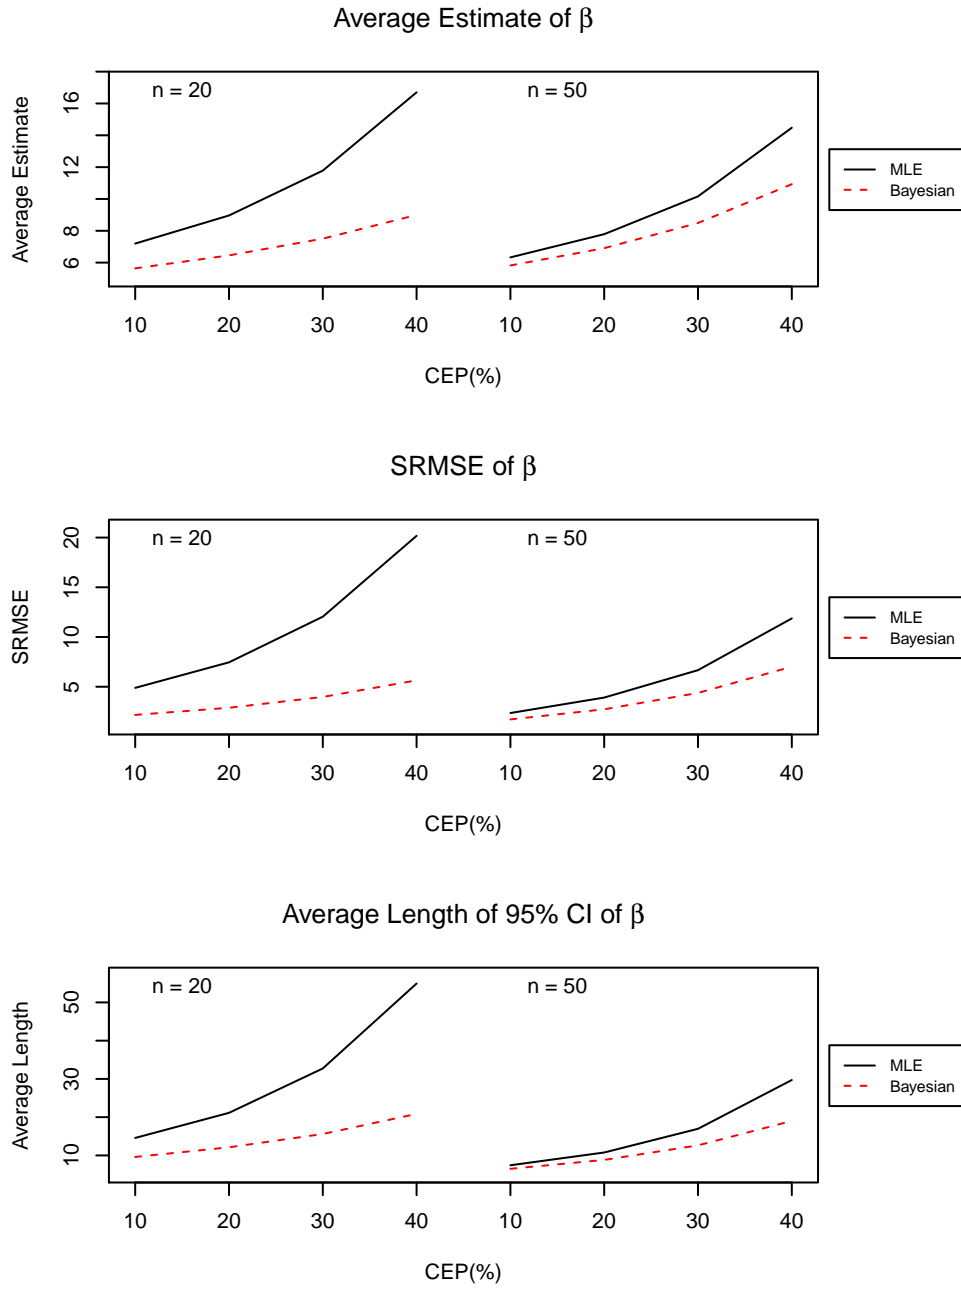 Average Estimate of β
Average Estimate
16
12
8
6
n = 20
n = 50
MLE
Bayesian
10 20 30 40 10 20 30 40
CEP(%)
SRMSE of β
SRMSE
20
15
10
5
n = 20
n = 50
MLE
Bayesian
10 20 30 40 10 20 30 40
CEP(%)
Average Length of 95% CI of β
Average Length
50
30
10
n = 20
n = 50
MLE
Bayesian
10 20 30 40 10 20 30 40
CEP(%)